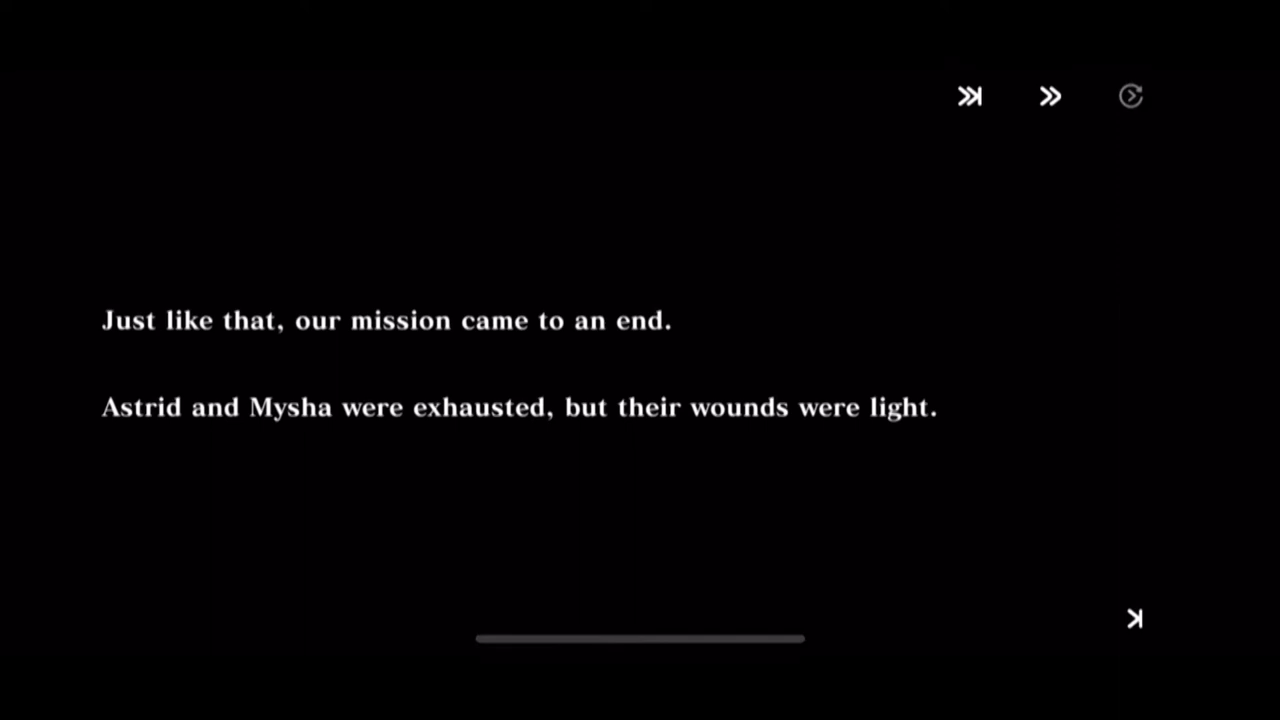 Just like that, our mission came to an end.
Astrid and Mysha were exhausted, but their wounds were light.